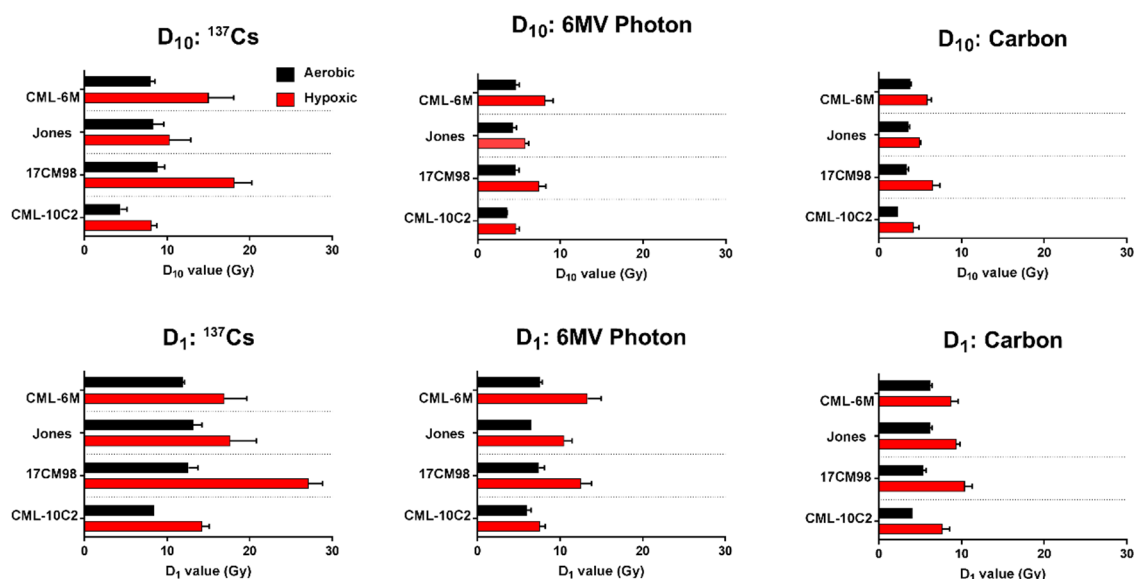 D₁₀: ¹³⁷Cs
Aerobic
Hypoxic
CML-6M
Jones
17CM98
CML-10C2
0 10 20 30
D₁₀ value (Gy)
D₁₀: 6MV Photon
CML-6M
Jones
17CM98
CML-10C2
0 10 20 30
D₁₀ value (Gy)
D₁₀: Carbon
CML-6M
Jones
17CM98
CML-10C2
0 10 20 30
D₁₀ value (Gy)
D₁: ¹³⁷Cs
CML-6M
Jones
17CM98
CML-10C2
0 10 20 30
D₁ value (Gy)
D₁: 6MV Photon
CML-6M
Jones
17CM98
CML-10C2
0 10 20 30
D₁ value (Gy)
D₁: Carbon
CML-6M
Jones
17CM98
CML-10C2
0 10 20 30
D₁ value (Gy)